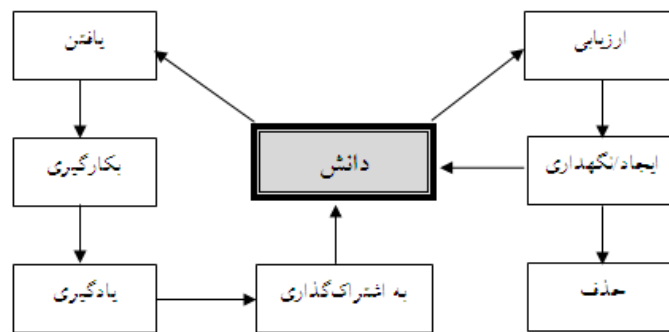 ارزیابی
یافتن
دانش
ایجاد/نگهداری
بکارگیری
حذف
به اشتراک‌گذاری
یادگیری